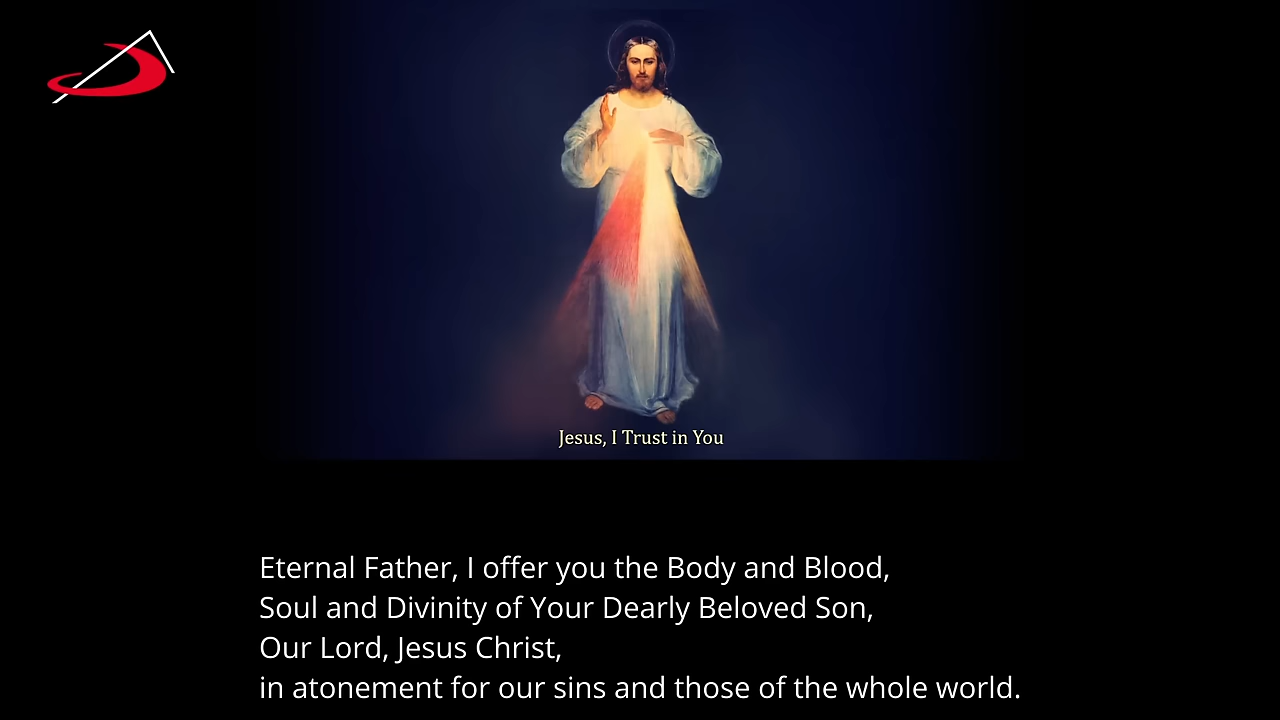 Jesus, I Trust in You
Eternal Father, I offer you the Body and Blood,
Soul and Divinity of Your Dearly Beloved Son,
Our Lord, Jesus Christ,
in atonement for our sins and those of the whole world.